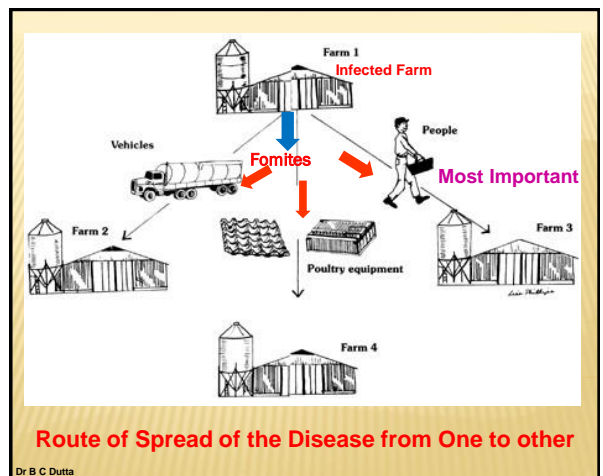 Farm 1
Infected Farm
Vehicles
People
Fomites
Most Important
Farm 2
Farm 3
Poultry equipment
Farm 4
Route of Spread of the Disease from One to other
Dr B C Dutta